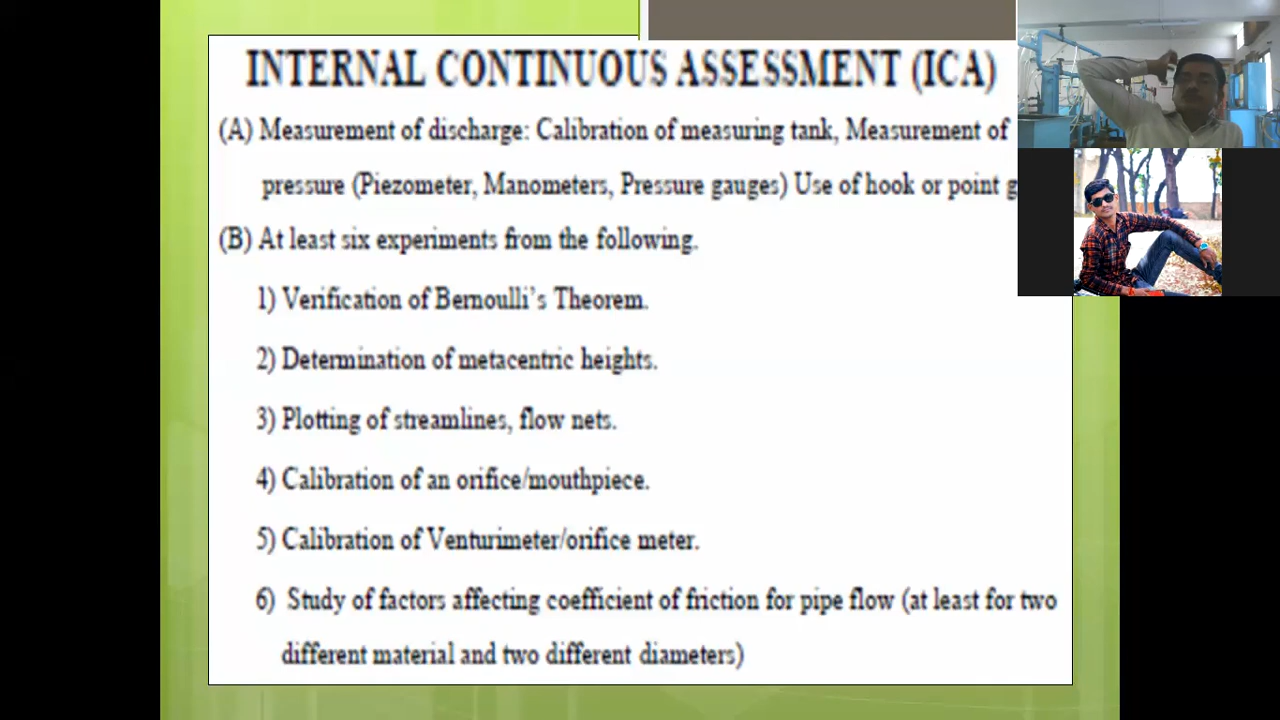 INTERNAL CONTINUOUS ASSESSMENT (ICA)
(A) Measurement of discharge: Calibration of measuring tank, Measurement of
pressure (Piezometer, Manometers, Pressure gauges) Use of hook or point g
(B) At least six experiments from the following.
1) Verification of Bernoulli's Theorem.
2) Determination of metacentric heights.
3) Plotting of streamlines, flow nets.
4) Calibration of an orifice/mouthpiece.
5) Calibration of Venturimeter/orifice meter.
6) Study of factors affecting coefficient of friction for pipe flow (at least for two
different material and two different diameters)